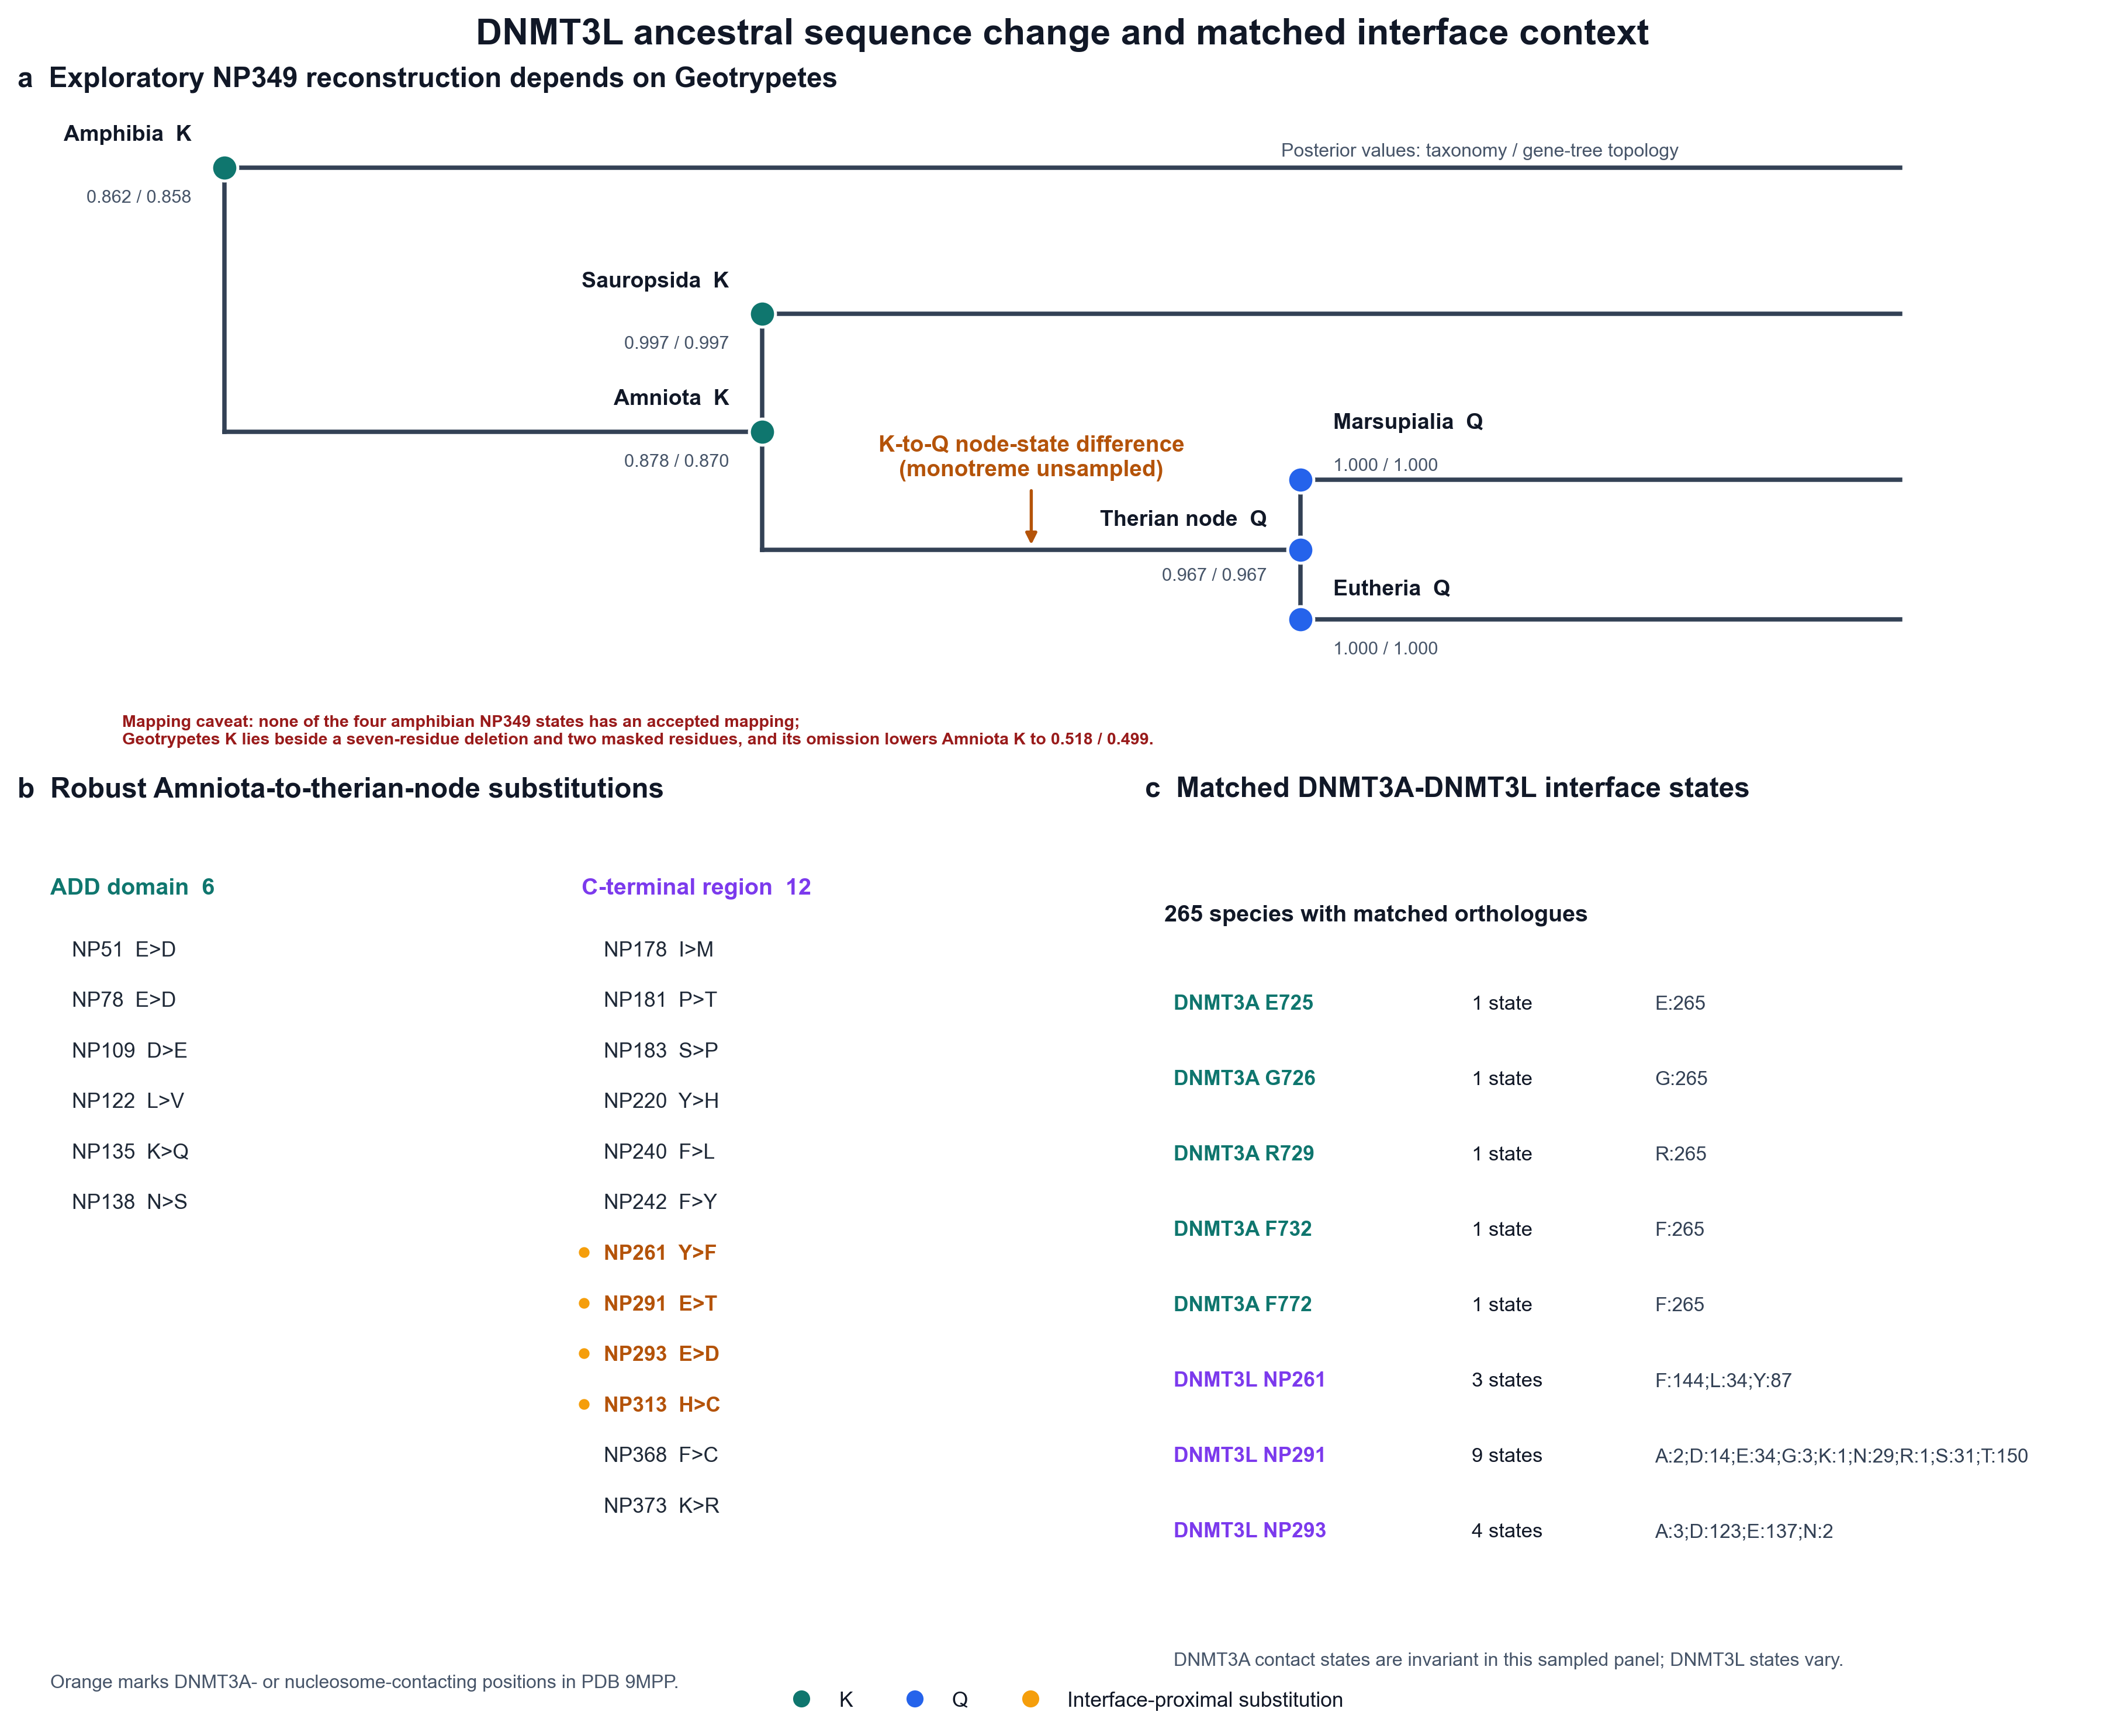 DNMT3L ancestral sequence change and matched interface context
a Exploratory NP349 reconstruction depends on Geotrypetes
Amphibia K
0.862 / 0.858
Posterior values: taxonomy / gene-tree topology
Sauropsida K
0.997 / 0.997
Amniota K
0.878 / 0.870
K-to-Q node-state difference
(monotreme unsampled)
Marsupialia Q
1.000 / 1.000
Therian node Q
0.967 / 0.967
Eutheria Q
1.000 / 1.000
Mapping caveat: none of the four amphibian NP349 states has an accepted mapping;
Geotrypetes K lies beside a seven-residue deletion and two masked residues, and its omission lowers Amniota K to 0.518 / 0.499.
b Robust Amniota-to-therian-node substitutions
ADD domain 6
NP51 E>D
NP78 E>D
NP109 D>E
NP122 L>V
NP135 K>Q
NP138 N>S
C-terminal region 12
NP178 I>M
NP181 P>T
NP183 S>P
NP220 Y>H
NP240 F>L
NP242 F>Y
NP261 Y>F
NP291 E>T
NP293 E>D
NP313 H>C
NP368 F>C
NP373 K>R
Orange marks DNMT3A- or nucleosome-contacting positions in PDB 9MPP.
c Matched DNMT3A-DNMT3L interface states
265 species with matched orthologues
DNMT3A E725 1 state E:265
DNMT3A G726 1 state G:265
DNMT3A R729 1 state R:265
DNMT3A F732 1 state F:265
DNMT3A F772 1 state F:265
DNMT3L NP261 3 states F:144;L:34;Y:87
DNMT3L NP291 9 states A:2;D:14;E:34;G:3;K:1;N:29;R:1;S:31;T:150
DNMT3L NP293 4 states A:3;D:123;E:137;N:2
DNMT3A contact states are invariant in this sampled panel; DNMT3L states vary.
K Q Interface-proximal substitution